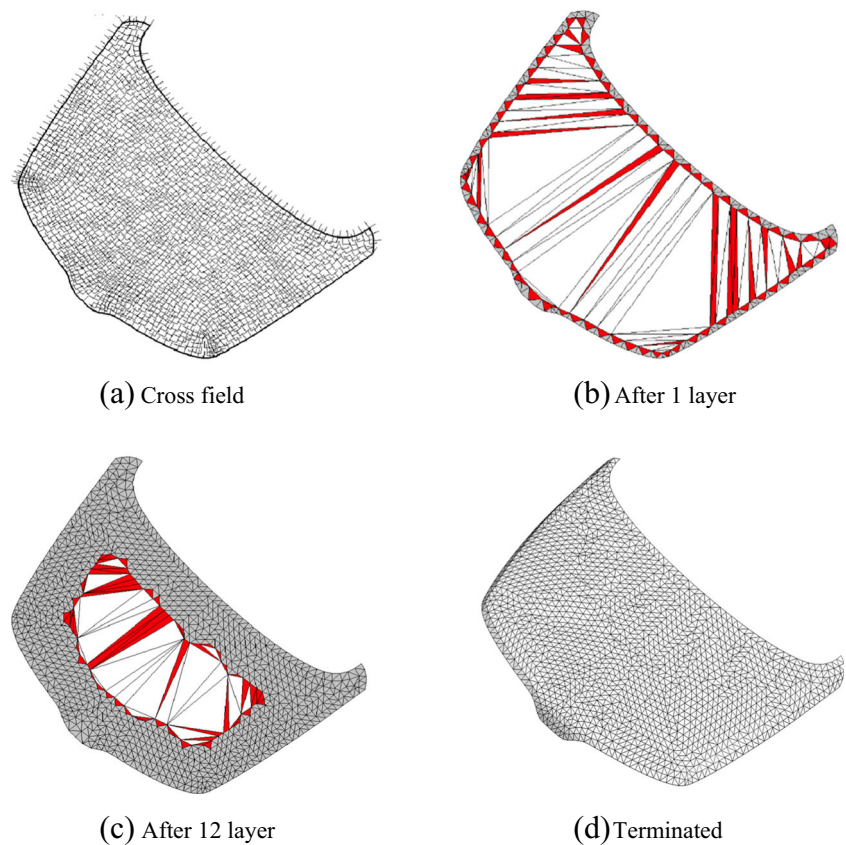 (a) Cross field
(b) After 1 layer
(c) After 12 layer
(d) Terminated